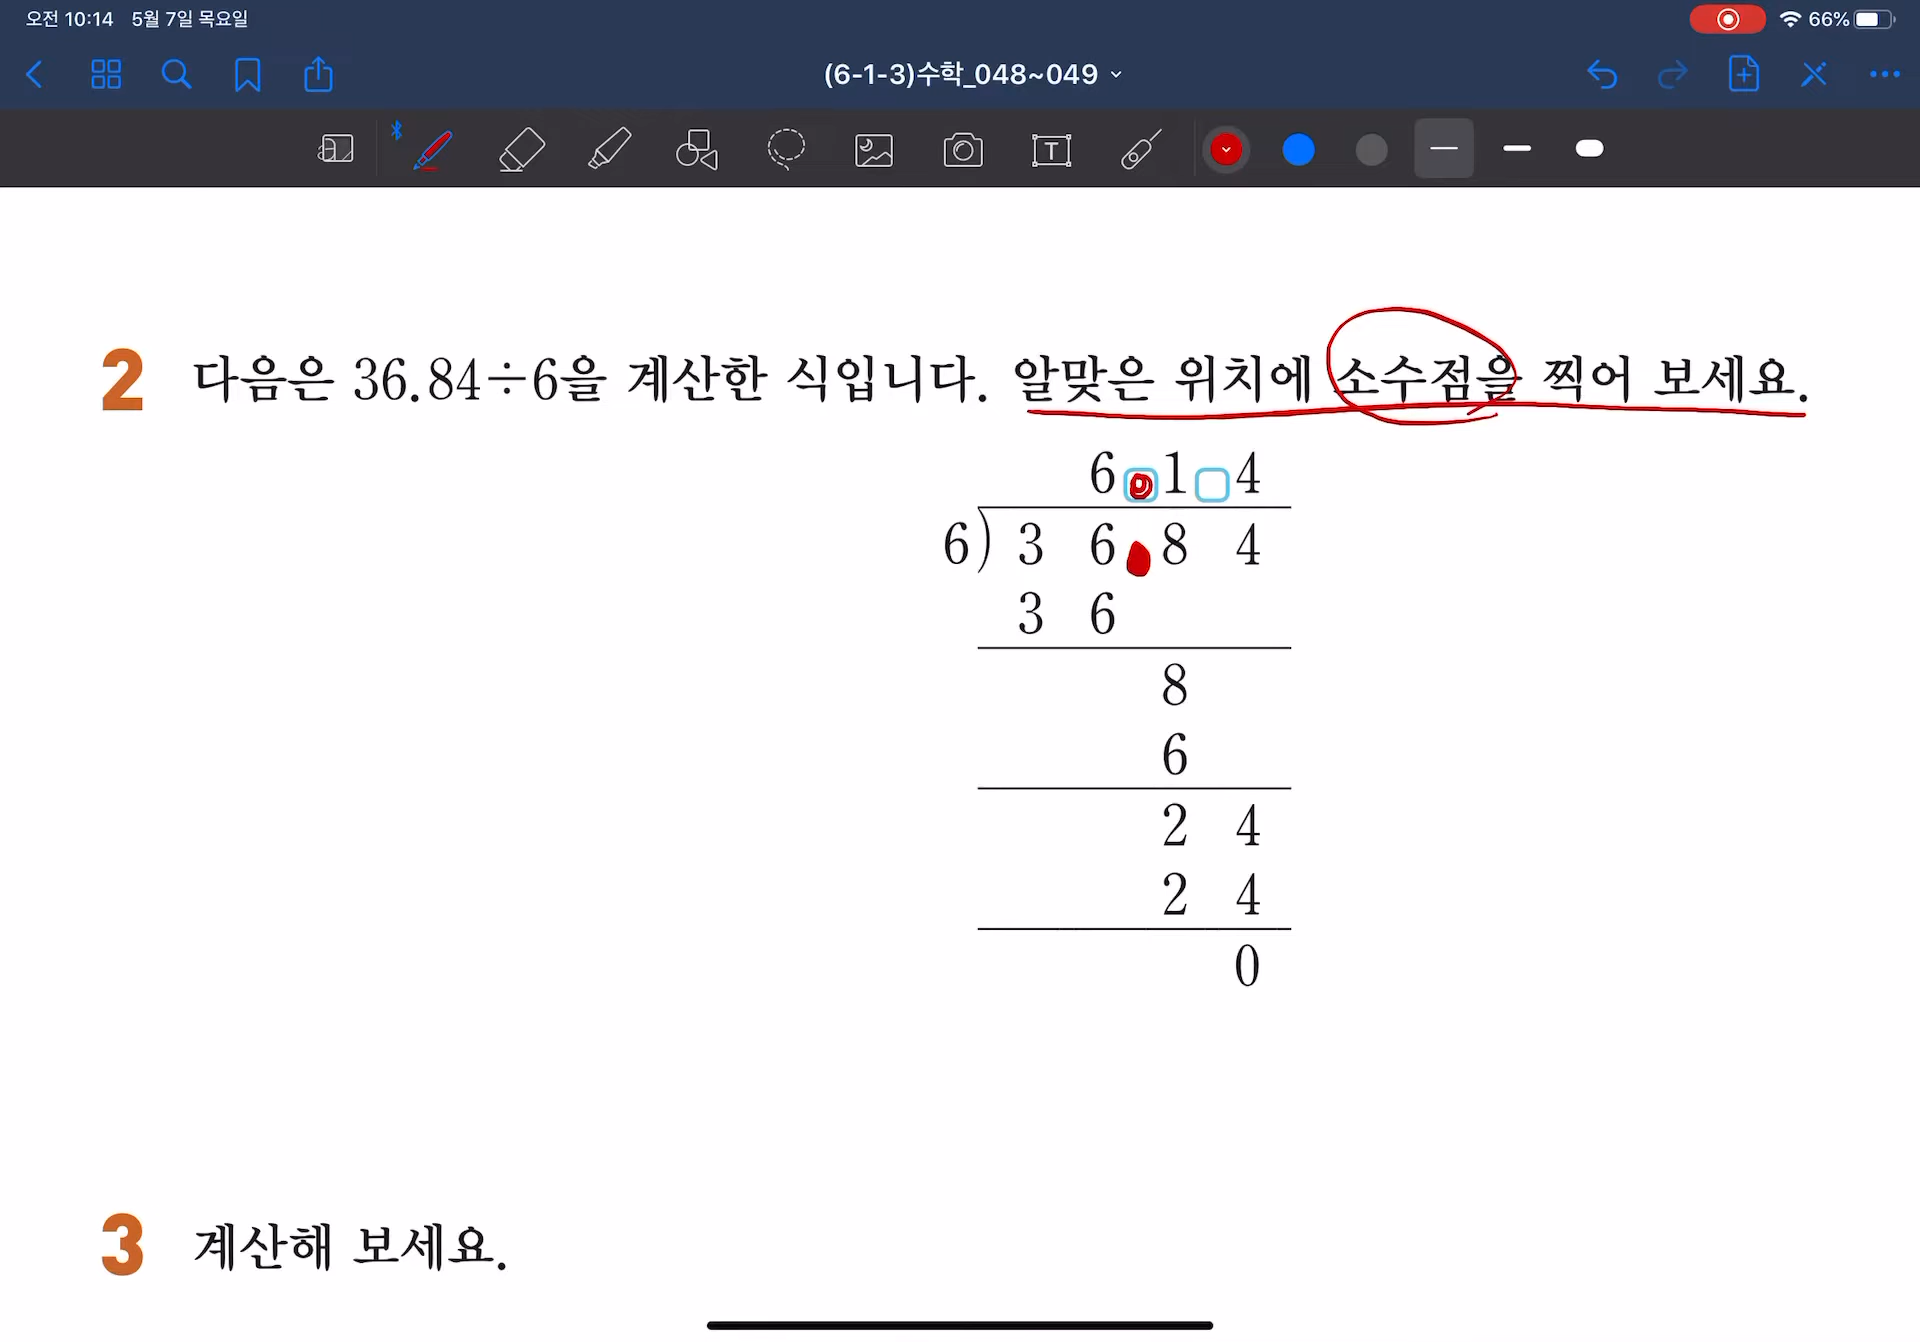 오전 10:14 5월 7일 목요일
66%
(6-1-3)수학_048~049
2 다음은 36.84÷6을 계산한 식입니다. 알맞은 위치에 소수점을 찍어 보세요.
6.1 4
6) 3 6.8 4
3 6
8
6
2 4
2 4
0
3 계산해 보세요.